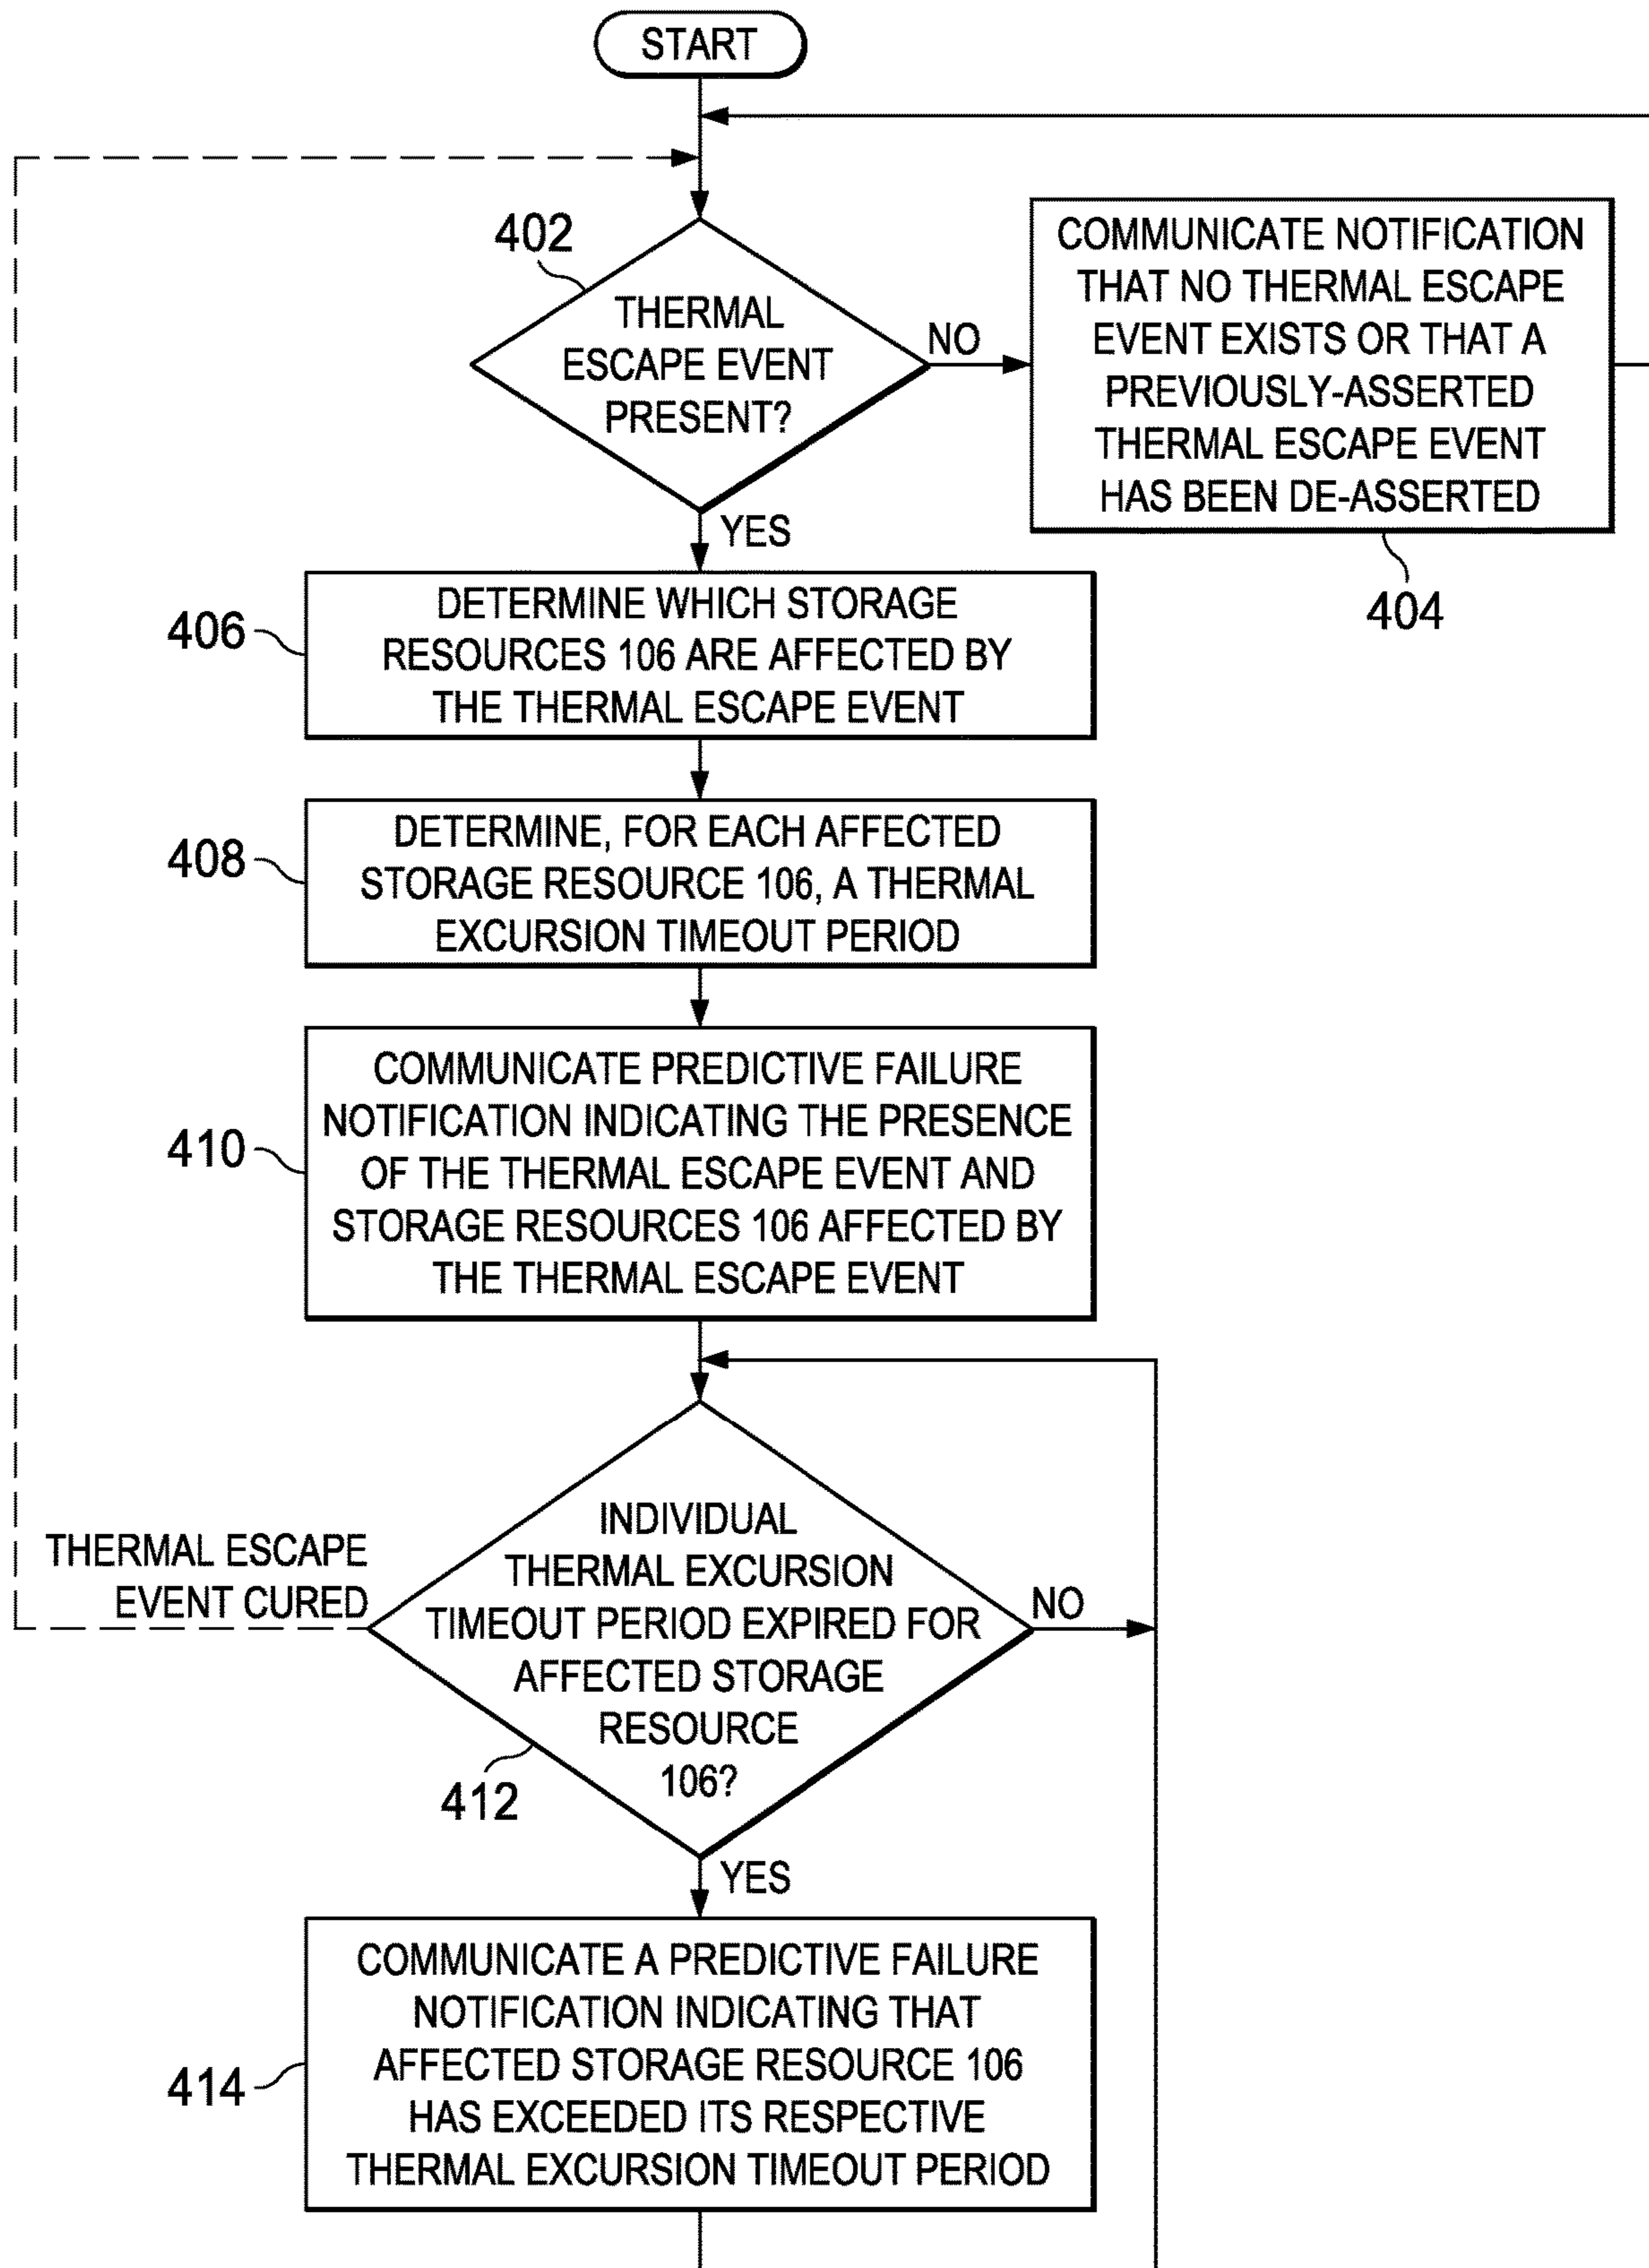 START
402
THERMAL
ESCAPE EVENT
PRESENT?
NO
COMMUNICATE NOTIFICATION
THAT NO THERMAL ESCAPE
EVENT EXISTS OR THAT A
PREVIOUSLY-ASSERTED
THERMAL ESCAPE EVENT
HAS BEEN DE-ASSERTED
404
YES
406
DETERMINE WHICH STORAGE
RESOURCES 106 ARE AFFECTED BY
THE THERMAL ESCAPE EVENT
408
DETERMINE, FOR EACH AFFECTED
STORAGE RESOURCE 106, A THERMAL
EXCURSION TIMEOUT PERIOD
410
COMMUNICATE PREDICTIVE FAILURE
NOTIFICATION INDICATING THE PRESENCE
OF THE THERMAL ESCAPE EVENT AND
STORAGE RESOURCES 106 AFFECTED BY
THE THERMAL ESCAPE EVENT
THERMAL ESCAPE
EVENT CURED
INDIVIDUAL
THERMAL EXCURSION
TIMEOUT PERIOD EXPIRED FOR
AFFECTED STORAGE
RESOURCE
106?
NO
412
YES
414
COMMUNICATE A PREDICTIVE FAILURE
NOTIFICATION INDICATING THAT
AFFECTED STORAGE RESOURCE 106
HAS EXCEEDED ITS RESPECTIVE
THERMAL EXCURSION TIMEOUT PERIOD